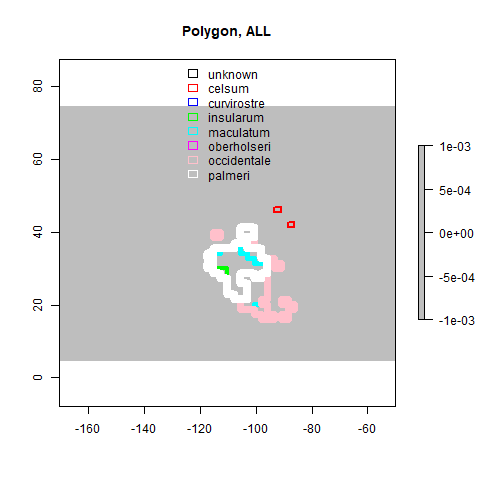 Polygon, ALL
unknown
celsum
curvirostre
insularum
maculatum
oberholseri
occidentale
palmeri
80
60
40
20
0
-160
-140
-120
-100
-80
-60
1e-03
5e-04
0e+00
-5e-04
-1e-03